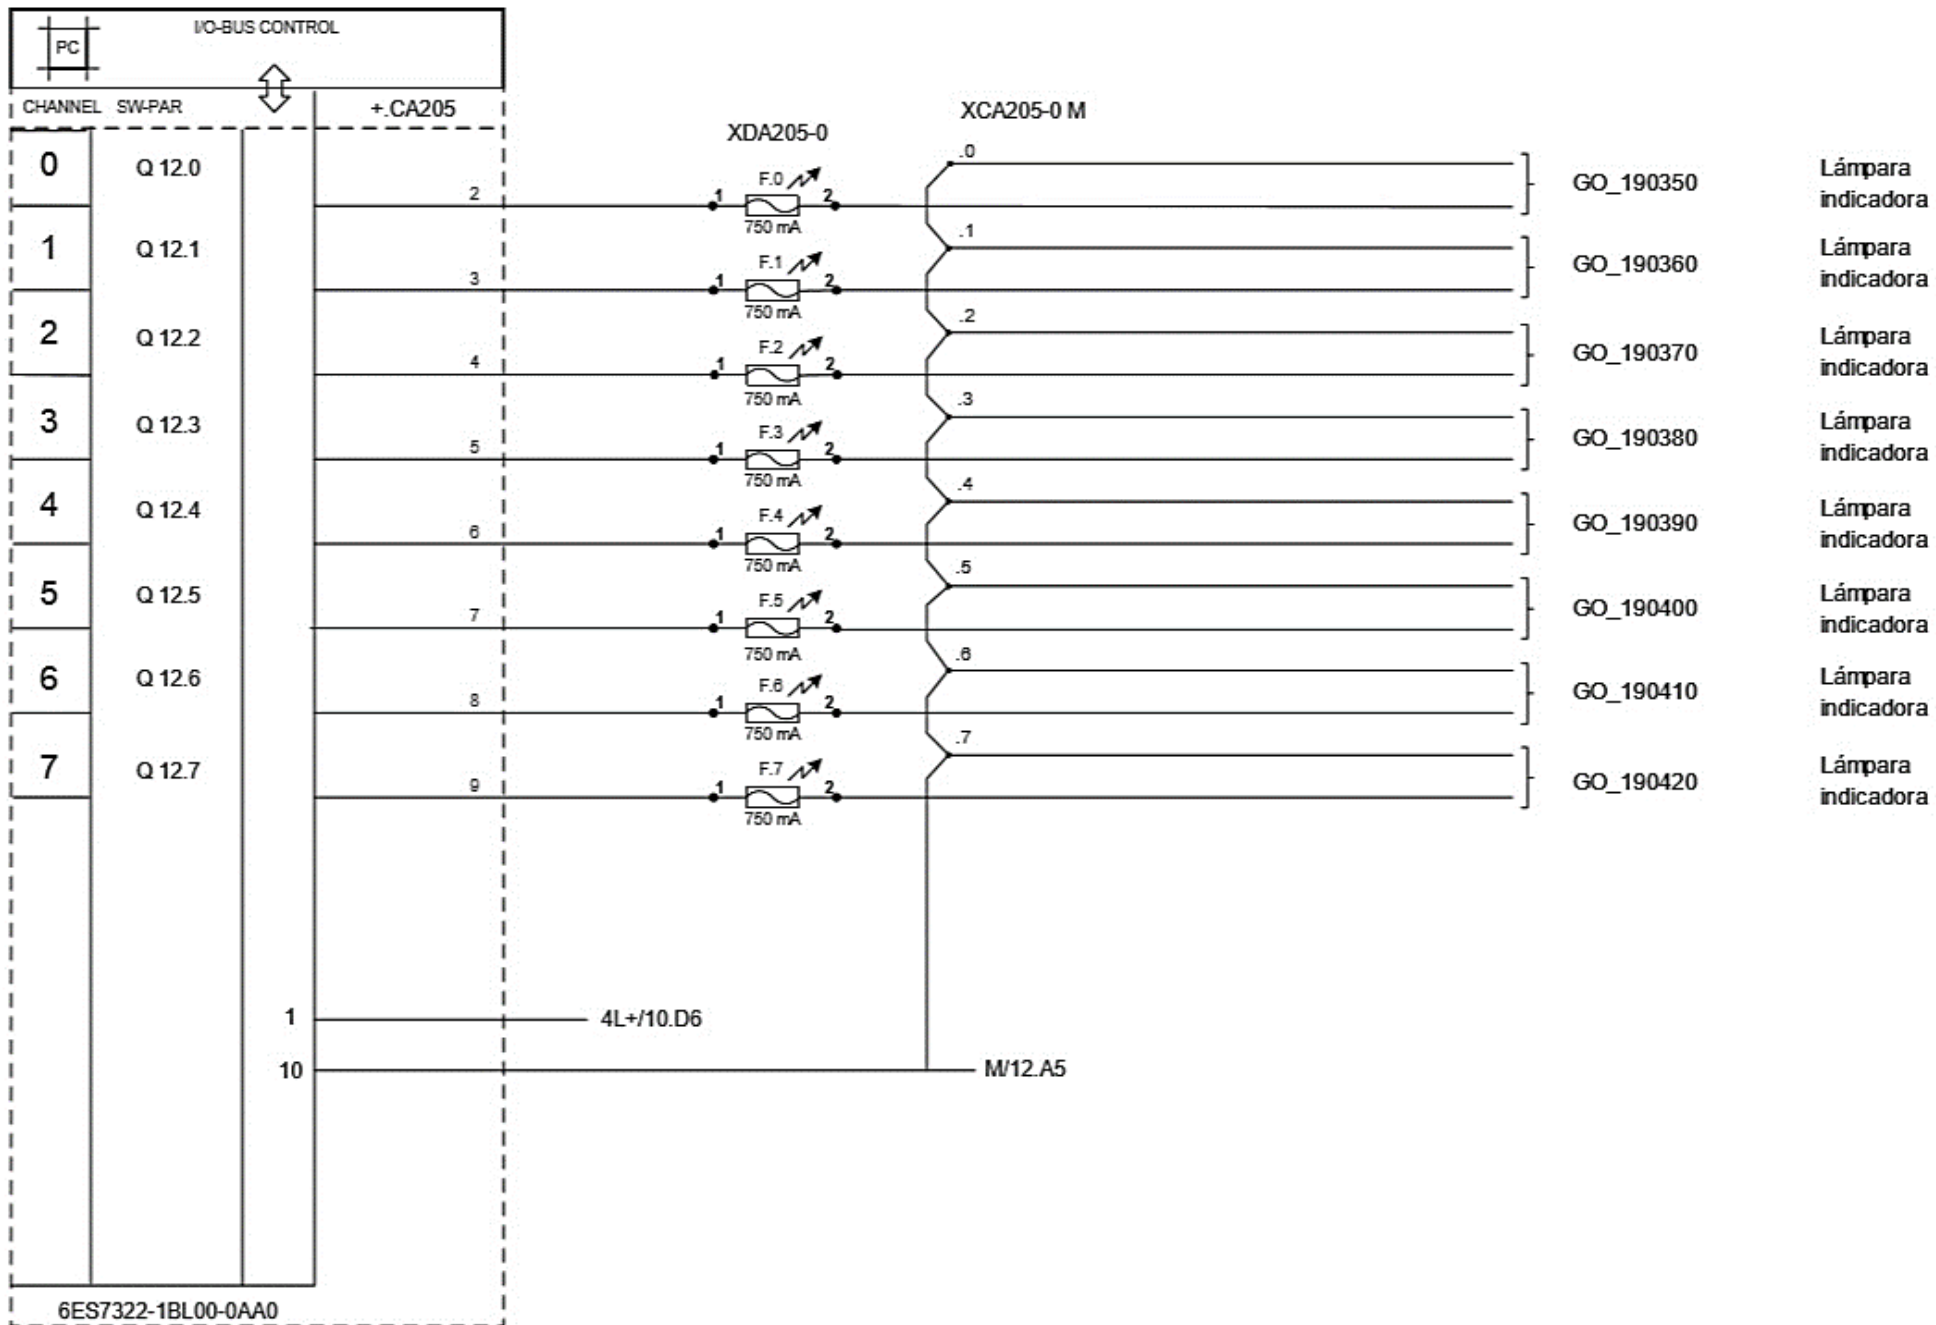 I/O-BUS CONTROL
PC
CHANNEL SW-PAR +.CA205
XDA205-0
XCA205-0 M
0 Q 12.0 2 1 F.0 2 .0
750 mA
GO_190350 Lámpara
indicadora
1 Q 12.1 3 1 F.1 2 .1
750 mA
GO_190360 Lámpara
indicadora
2 Q 12.2 4 1 F.2 2 .2
750 mA
GO_190370 Lámpara
indicadora
3 Q 12.3 5 1 F.3 2 .3
750 mA
GO_190380 Lámpara
indicadora
4 Q 12.4 6 1 F.4 2 .4
750 mA
GO_190390 Lámpara
indicadora
5 Q 12.5 7 1 F.5 2 .5
750 mA
GO_190400 Lámpara
indicadora
6 Q 12.6 8 1 F.6 2 .6
750 mA
GO_190410 Lámpara
indicadora
7 Q 12.7 9 1 F.7 2 .7
750 mA
GO_190420 Lámpara
indicadora
1 4L+/10.D6
10 M/12.A5
6ES7322-1BL00-0AA0